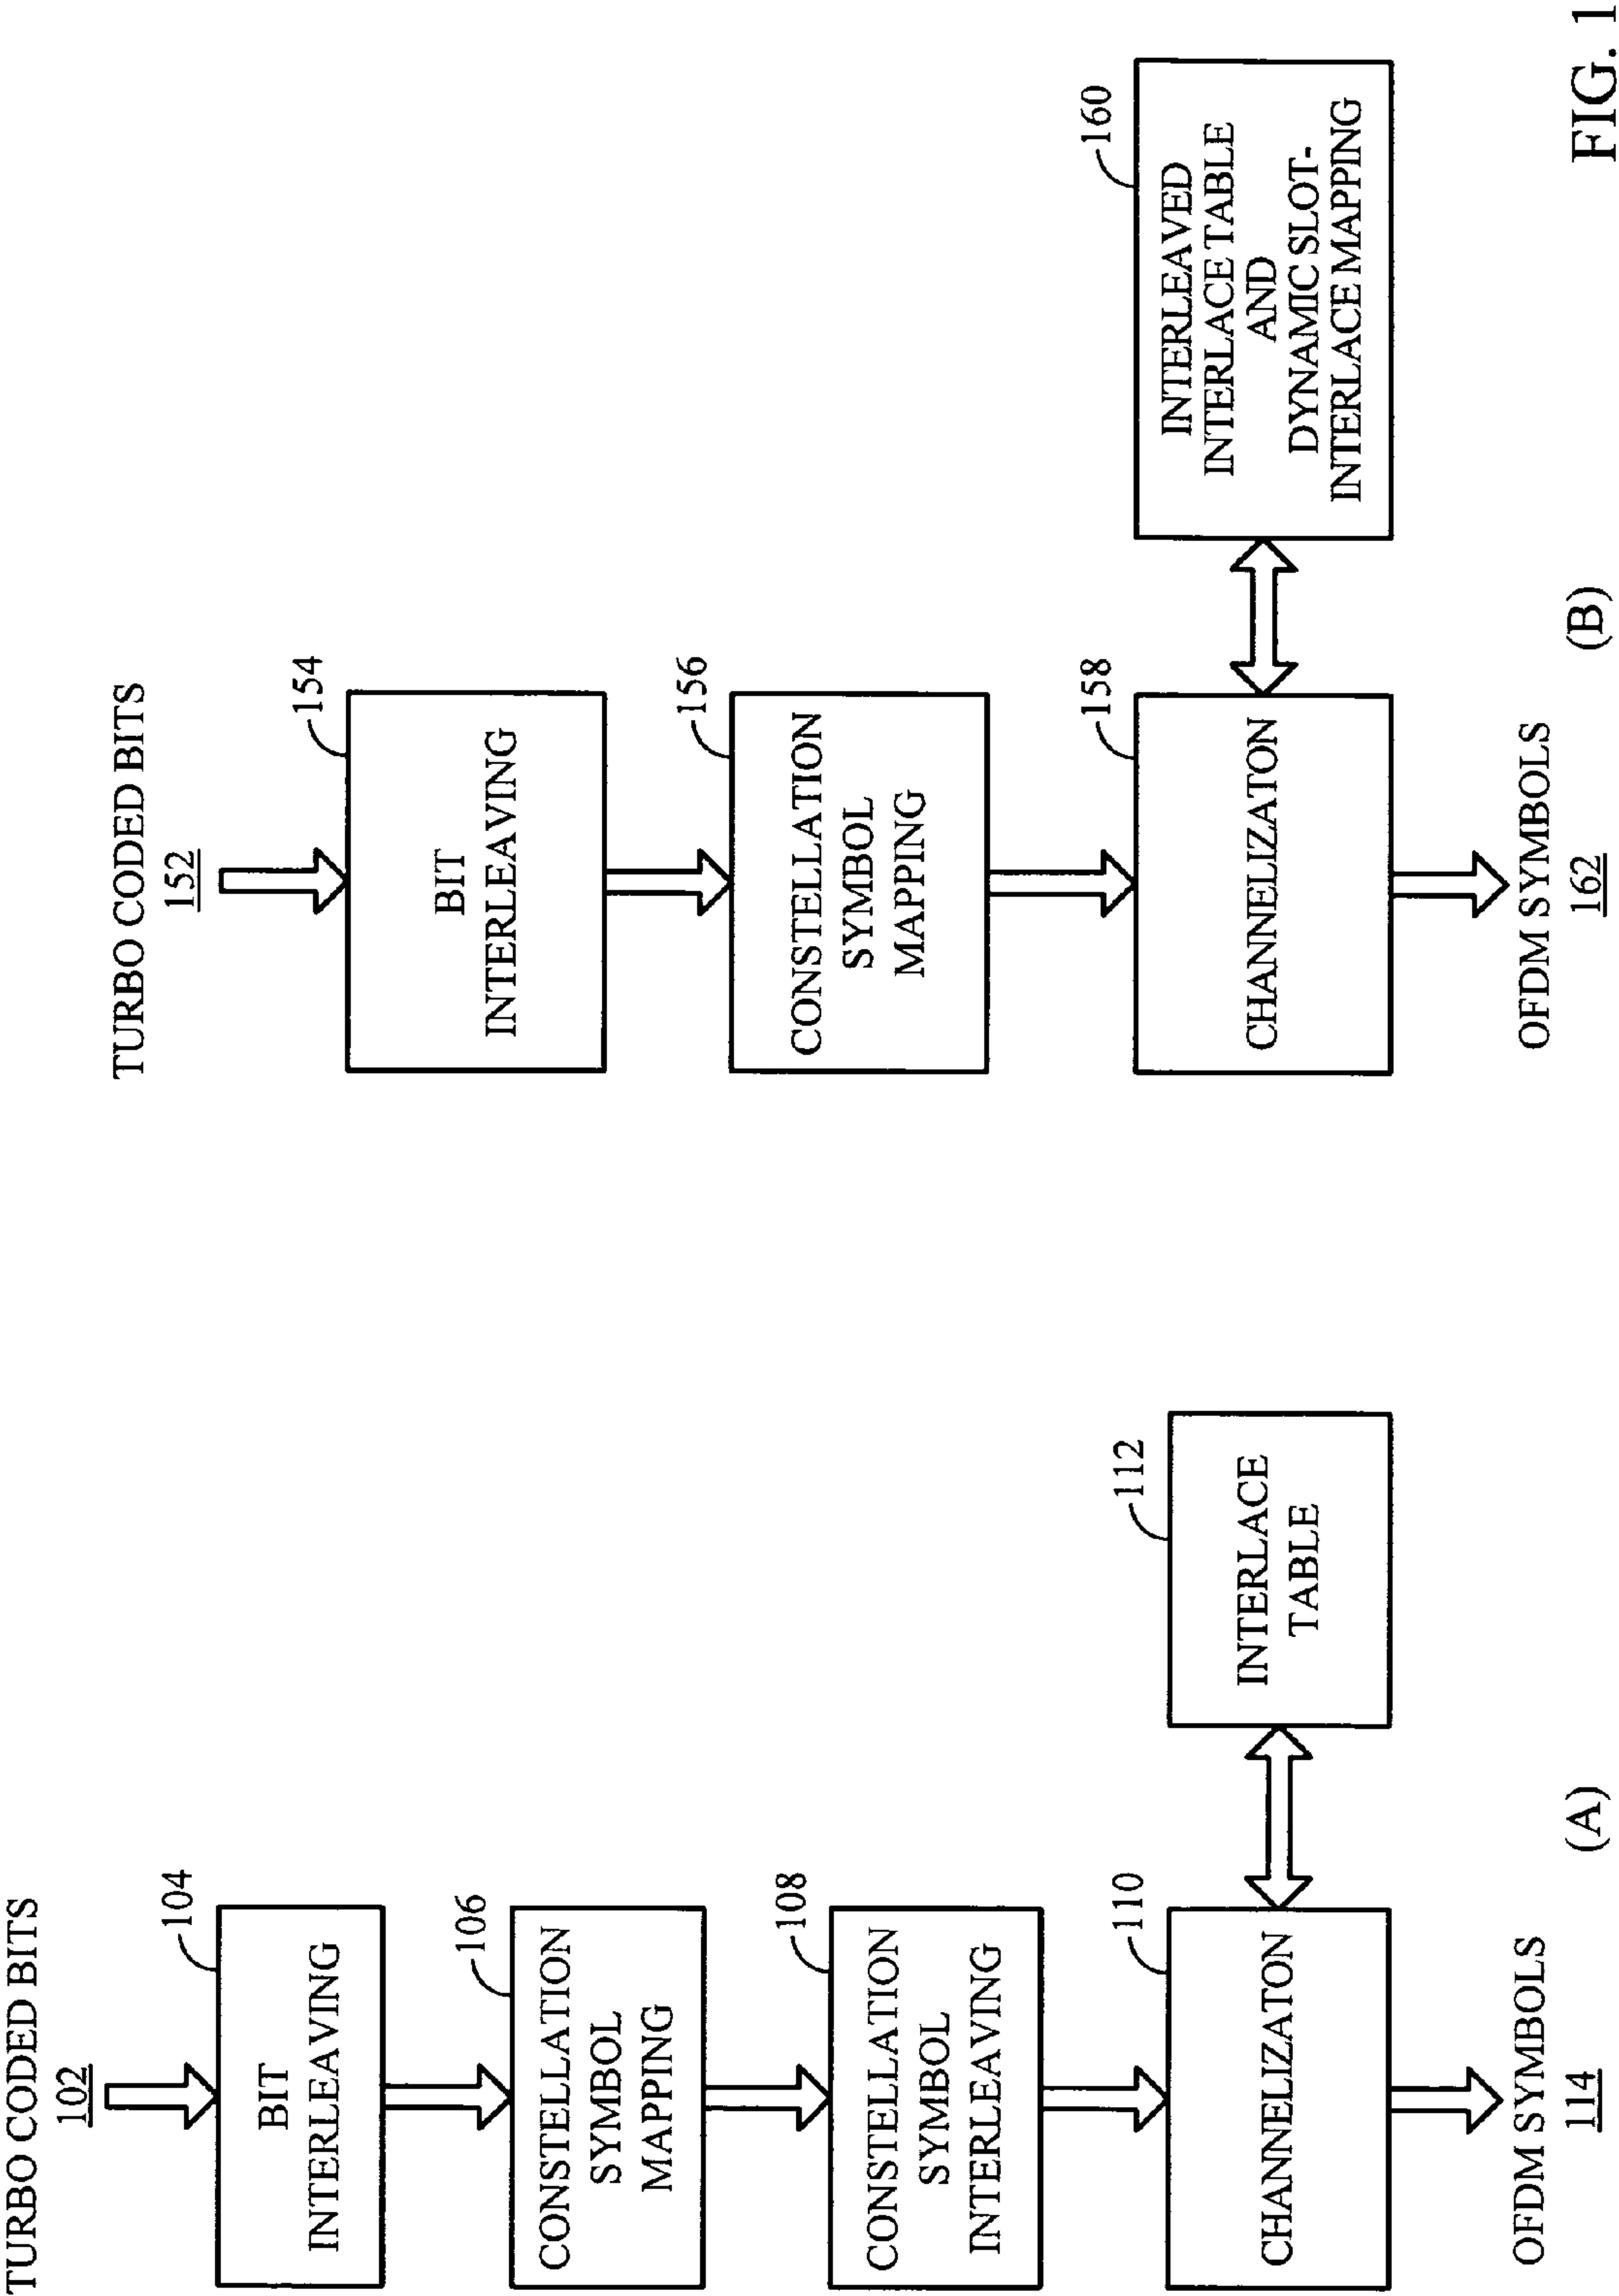 TURBO CODED BITS
102
104
BIT
INTERLEAVING
106
CONSTELLATION
SYMBOL
MAPPING
108
CONSTELLATION
SYMBOL
INTERLEAVING
110
CHANNELIZATON
112
INTERLACE
TABLE
OFDM SYMBOLS
114
(A)
TURBO CODED BITS
152
154
BIT
INTERLEAVING
156
CONSTELLATION
SYMBOL
MAPPING
158
CHANNELIZATON
160
INTERLEAVED
INTERLACE TABLE
AND
DYNAMIC SLOT-
INTERLACE MAPPING
OFDM SYMBOLS
162
(B)
FIG. 1